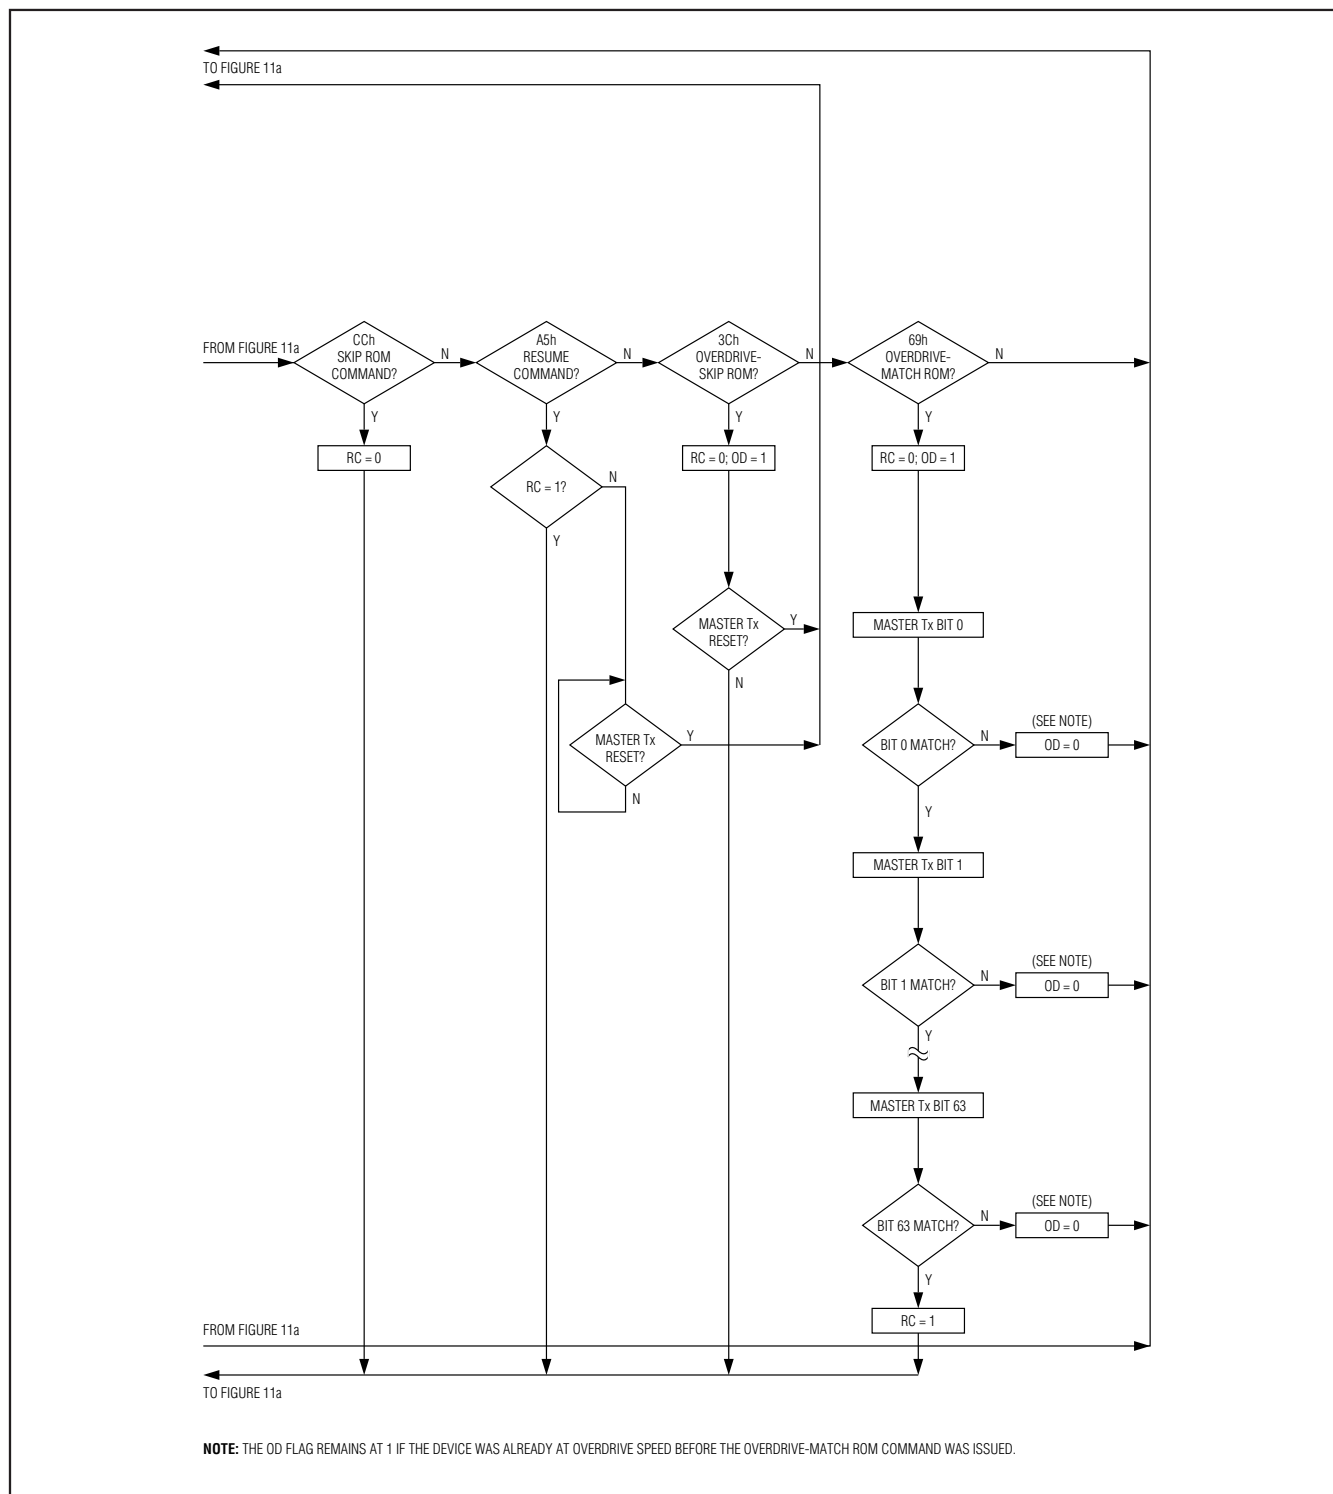 TO FIGURE 11a
FROM FIGURE 11a
CCh
SKIP ROM
COMMAND?
N
A5h
RESUME
COMMAND?
N
3Ch
OVERDRIVE-
SKIP ROM?
N
69h
OVERDRIVE-
MATCH ROM?
N
Y
Y
Y
Y
RC = 0
RC = 1?
N
Y
RC = 0; OD = 1
RC = 0; OD = 1
MASTER Tx
RESET?
Y
N
MASTER Tx BIT 0
MASTER Tx
RESET?
Y
N
BIT 0 MATCH?
N
(SEE NOTE)
OD = 0
Y
MASTER Tx BIT 1
BIT 1 MATCH?
N
(SEE NOTE)
OD = 0
Y
MASTER Tx BIT 63
BIT 63 MATCH?
N
(SEE NOTE)
OD = 0
Y
RC = 1
FROM FIGURE 11a
TO FIGURE 11a
NOTE: THE OD FLAG REMAINS AT 1 IF THE DEVICE WAS ALREADY AT OVERDRIVE SPEED BEFORE THE OVERDRIVE-MATCH ROM COMMAND WAS ISSUED.